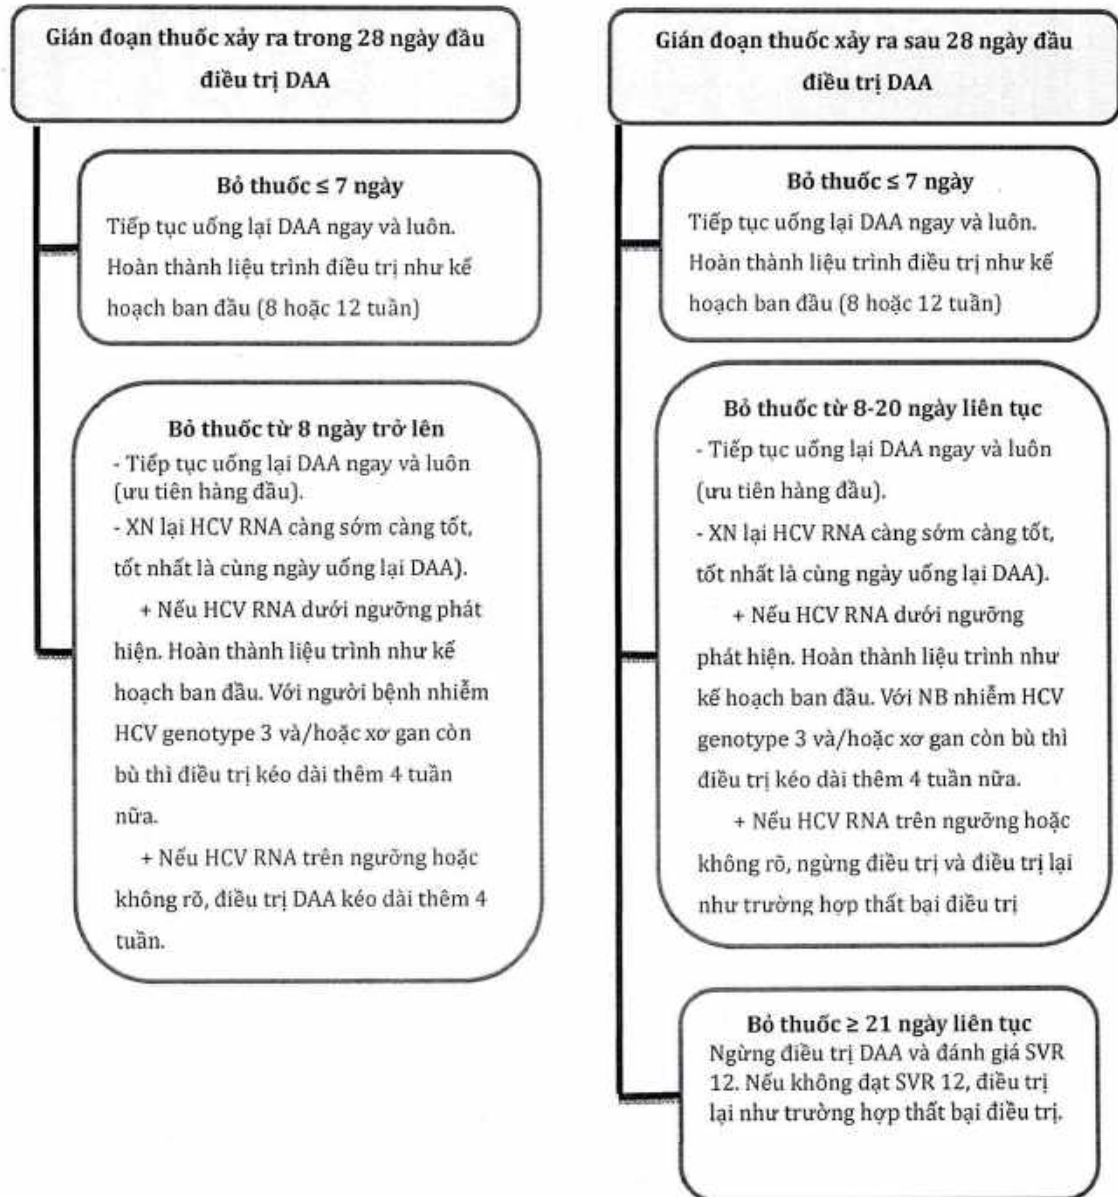 Gián đoạn thuốc xảy ra trong 28 ngày đầu
điều trị DAA
Bỏ thuốc ≤ 7 ngày
Tiếp tục uống lại DAA ngay và luôn.
Hoàn thành liệu trình điều trị như kế
hoạch ban đầu (8 hoặc 12 tuần)
Bỏ thuốc từ 8 ngày trở lên
- Tiếp tục uống lại DAA ngay và luôn
(ưu tiên hàng đầu).
- XN lại HCV RNA càng sớm càng tốt,
tốt nhất là cùng ngày uống lại DAA).
+ Nếu HCV RNA dưới ngưỡng phát
hiện. Hoàn thành liệu trình như kế
hoạch ban đầu. Với người bệnh nhiễm
HCV genotype 3 và/hoặc xơ gan còn
bù thì điều trị kéo dài thêm 4 tuần
nữa.
+ Nếu HCV RNA trên ngưỡng hoặc
không rõ, điều trị DAA kéo dài thêm 4
tuần.
Gián đoạn thuốc xảy ra sau 28 ngày đầu
điều trị DAA
Bỏ thuốc ≤ 7 ngày
Tiếp tục uống lại DAA ngay và luôn.
Hoàn thành liệu trình điều trị như kế
hoạch ban đầu (8 hoặc 12 tuần)
Bỏ thuốc từ 8-20 ngày liên tục
- Tiếp tục uống lại DAA ngay và luôn
(ưu tiên hàng đầu).
- XN lại HCV RNA càng sớm càng tốt,
tốt nhất là cùng ngày uống lại DAA).
+ Nếu HCV RNA dưới ngưỡng
phát hiện. Hoàn thành liệu trình như
kế hoạch ban đầu. Với NB nhiễm HCV
genotype 3 và/hoặc xơ gan còn bù thì
điều trị kéo dài thêm 4 tuần nữa.
+ Nếu HCV RNA trên ngưỡng hoặc
không rõ, ngừng điều trị và điều trị lại
như trường hợp thất bại điều trị
Bỏ thuốc ≥ 21 ngày liên tục
Ngừng điều trị DAA và đánh giá SVR
12. Nếu không đạt SVR 12, điều trị
lại như trường hợp thất bại điều trị.